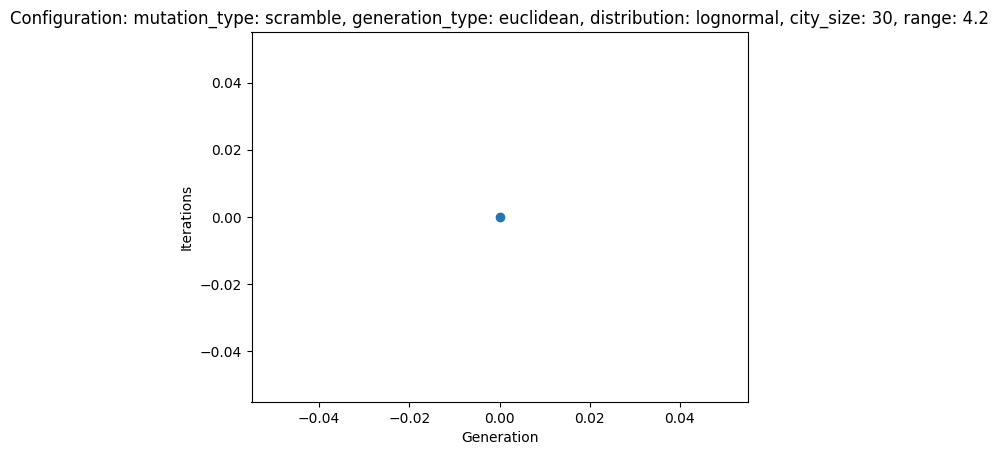 Configuration: mutation_type: scramble, generation_type: euclidean, distribution: lognormal, city_size: 30, range: 4.2
0.04
0.02
0.00
−0.02
−0.04
Iterations
−0.04 −0.02 0.00 0.02 0.04
Generation